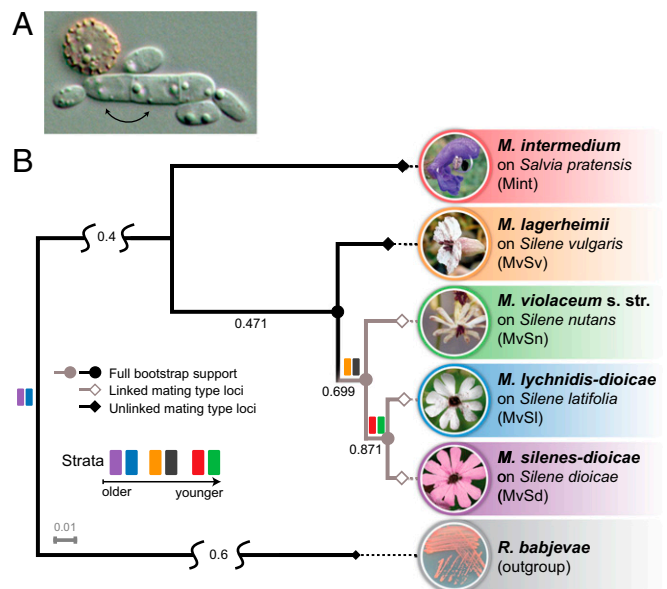 A
B
M. intermedium
on Salvia pratensis
(Mint)
M. lagerheimii
on Silene vulgaris
(MvSv)
M. violaceum s. str.
on Silene nutans
(MvSn)
M. lychnidis-dioicae
on Silene latifolia
(MvSl)
M. silenes-dioicae
on Silene dioicae
(MvSd)
R. babjevae
(outgroup)
0.4
0.471
0.699
0.871
0.6
Full bootstrap support
Linked mating type loci
Unlinked mating type loci
Strata
older
younger
0.01